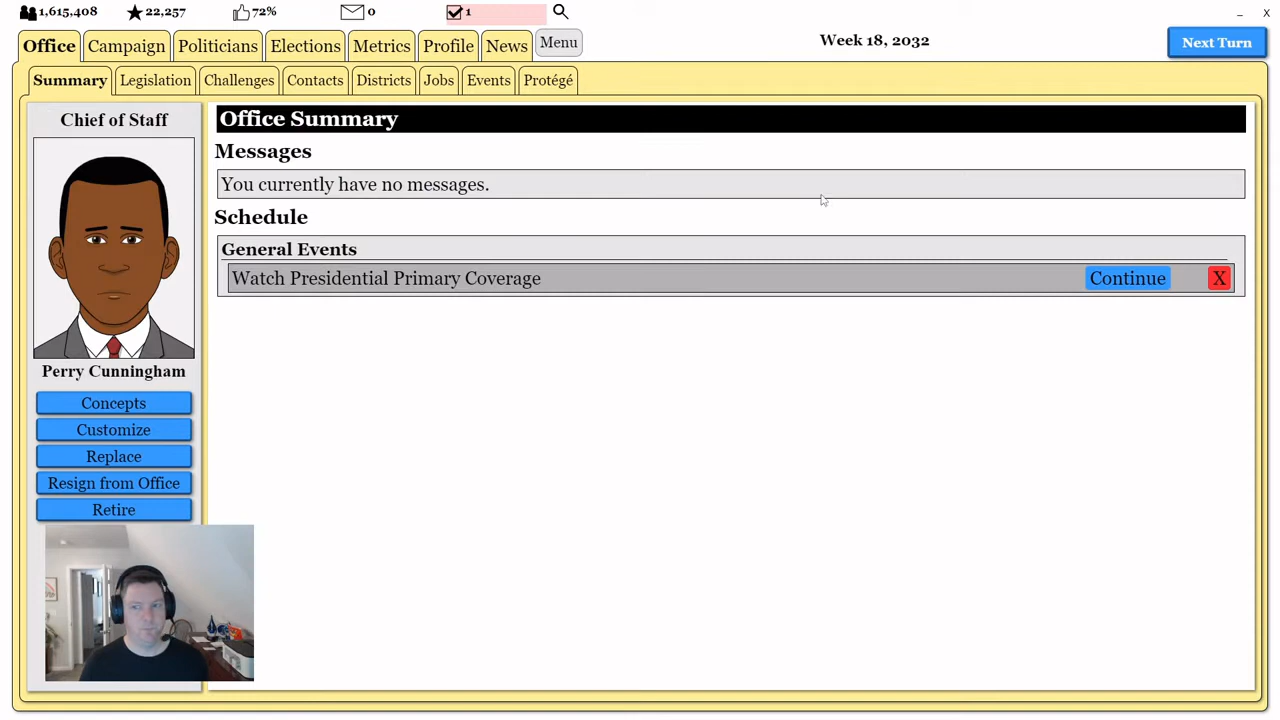 1,615,408 22,257 72% 0 1
_ X
Office Campaign Politicians Elections Metrics Profile News Menu
Week 18, 2032
Next Turn
Summary Legislation Challenges Contacts Districts Jobs Events Protégé
Chief of Staff
Perry Cunningham
Concepts
Customize
Replace
Resign from Office
Retire
Office Summary
Messages
You currently have no messages.
Schedule
General Events
Watch Presidential Primary Coverage Continue X